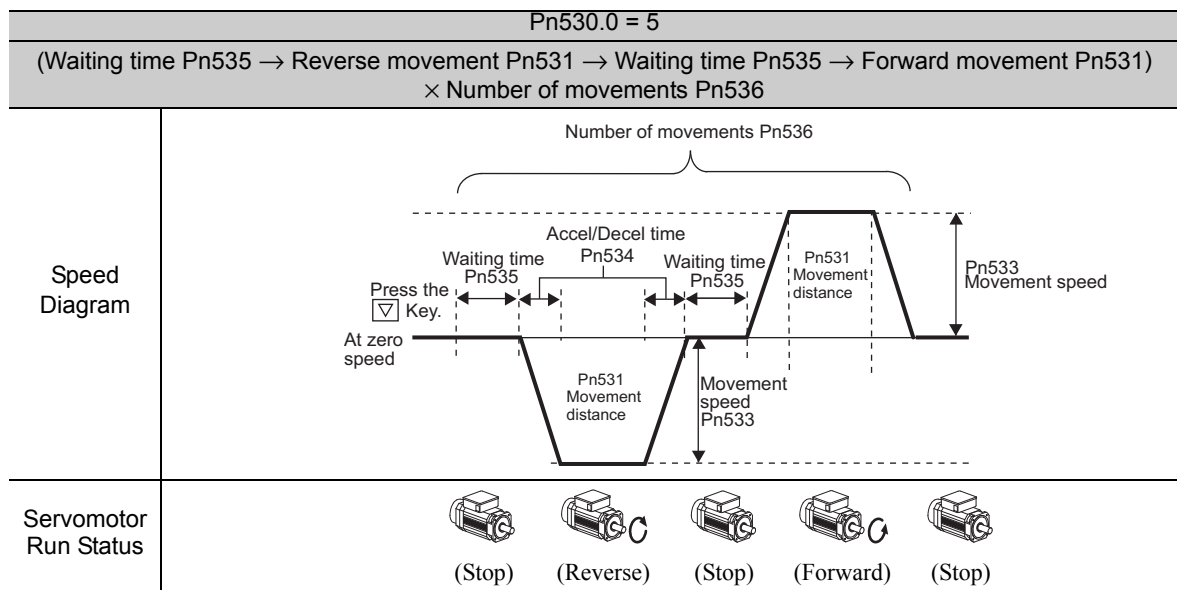 Pn530.0 = 5
(Waiting time Pn535 → Reverse movement Pn531 → Waiting time Pn535 → Forward movement Pn531)
× Number of movements Pn536
Speed
Diagram
Number of movements Pn536
Accel/Decel time
Pn534
Waiting time
Pn535
Waiting time
Pn535
Press the
▽ Key.
At zero
speed
Pn531
Movement
distance
Pn533
Movement speed
Pn531
Movement
distance
Movement
speed
Pn533
Servomotor
Run Status
(Stop) (Reverse) (Stop) (Forward) (Stop)